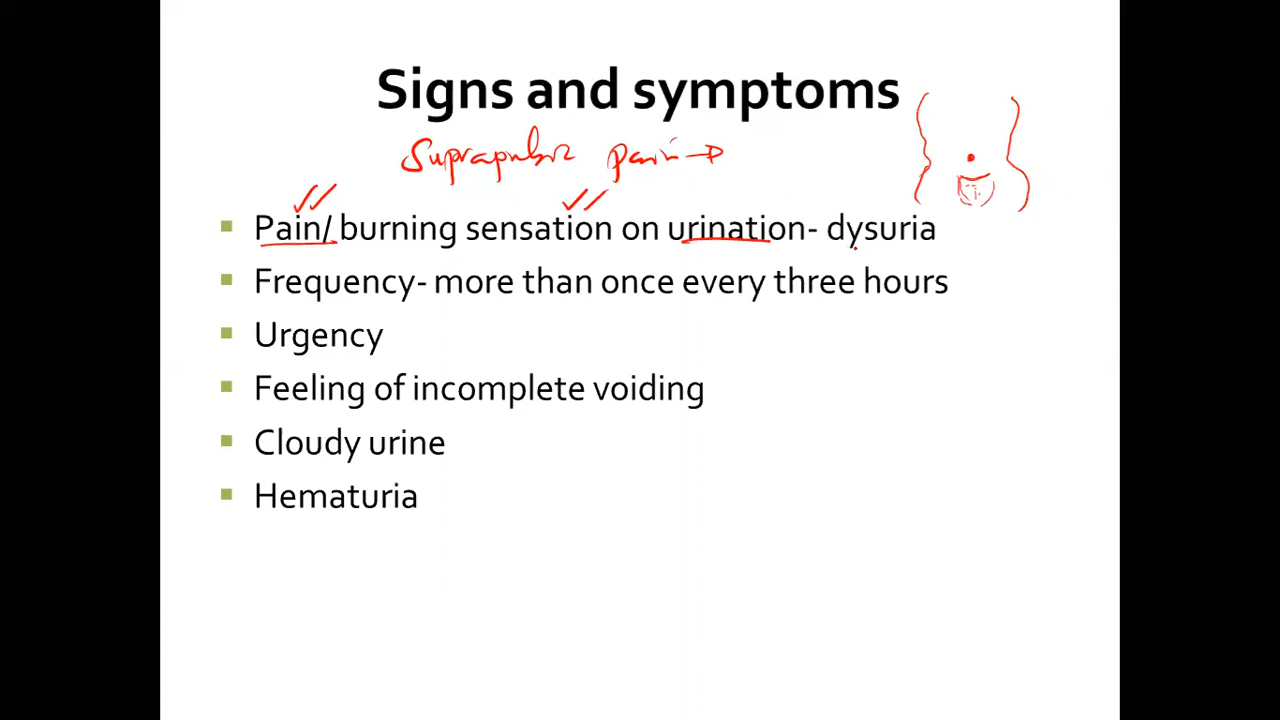 Signs and symptoms
Suprapubic pain →
▪ Pain/ burning sensation on urination- dysuria
▪ Frequency- more than once every three hours
▪ Urgency
▪ Feeling of incomplete voiding
▪ Cloudy urine
▪ Hematuria